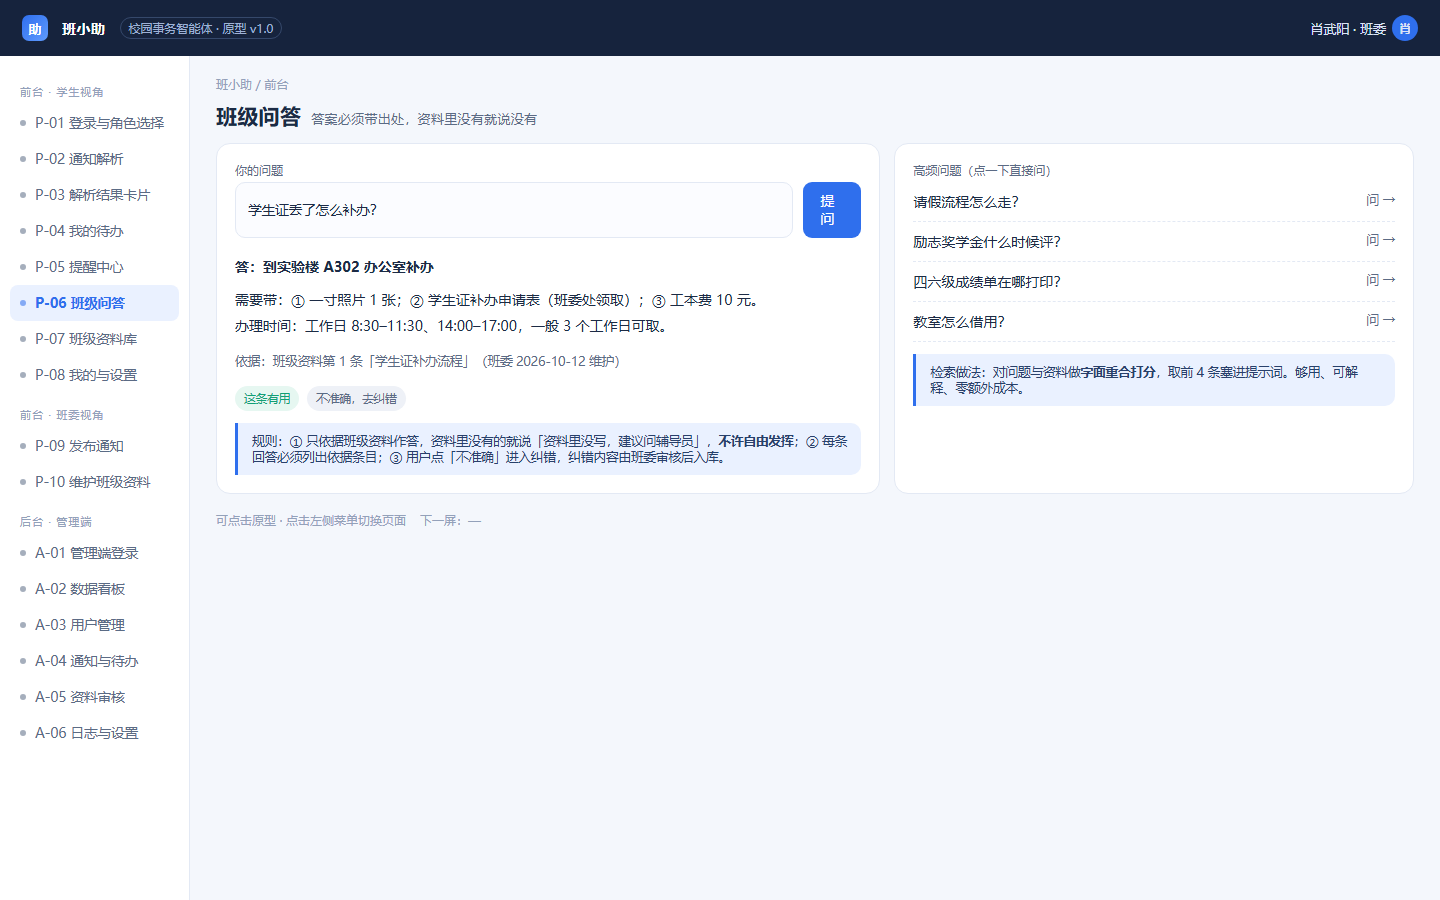 助 班小助 校园事务智能体 · 原型 v1.0
肖武阳 · 班委 肖
前台 · 学生视角
P-01 登录与角色选择
P-02 通知解析
P-03 解析结果卡片
P-04 我的待办
P-05 提醒中心
P-06 班级问答
P-07 班级资料库
P-08 我的与设置
前台 · 班委视角
P-09 发布通知
P-10 维护班级资料
后台 · 管理端
A-01 管理端登录
A-02 数据看板
A-03 用户管理
A-04 通知与待办
A-05 资料审核
A-06 日志与设置
班小助 / 前台
班级问答 答案必须带出处，资料里没有就说没有
你的问题
学生证丢了怎么补办？
提
问
答：到实验楼 A302 办公室补办
需要带：① 一寸照片 1 张；② 学生证补办申请表（班委处领取）；③ 工本费 10 元。
办理时间：工作日 8:30–11:30、14:00–17:00，一般 3 个工作日可取。
依据：班级资料第 1 条「学生证补办流程」（班委 2026-10-12 维护）
这条有用 不准确，去纠错
规则：① 只依据班级资料作答，资料里没有的就说「资料里没写，建议问辅导员」，不许自由发挥；② 每条
回答必须列出依据条目；③ 用户点「不准确」进入纠错，纠错内容由班委审核后入库。
高频问题（点一下直接问）
请假流程怎么走？ 问 →
励志奖学金什么时候评？ 问 →
四六级成绩单在哪打印？ 问 →
教室怎么借用？ 问 →
检索做法：对问题与资料做字面重合打分，取前 4 条塞进提示词。够用、可解
释、零额外成本。
可点击原型 · 点击左侧菜单切换页面 下一屏：—